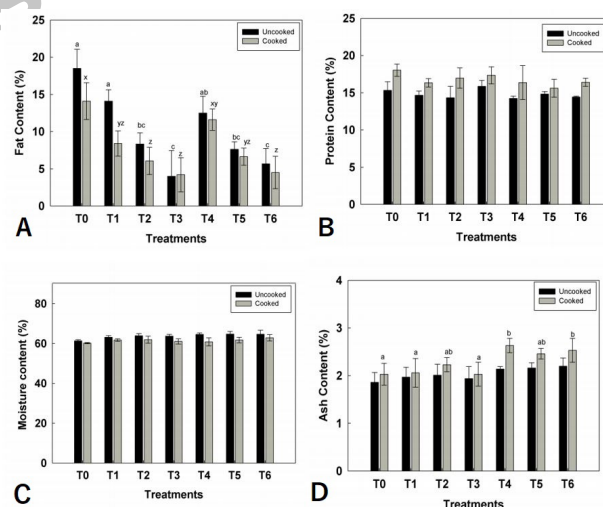 25
20
15
10
5
0
Fat Content (%)
Uncooked
Cooked
a
x
a
yz
bc
z
c
z
ab
xy
bc
yz
c
z
T0 T1 T2 T3 T4 T5 T6
Treatments
A
25
20
15
10
5
0
Protein Content (%)
Uncooked
Cooked
T0 T1 T2 T3 T4 T5 T6
Treatments
B
80
60
40
20
0
Moisture content (%)
Uncooked
Cooked
T0 T1 T2 T3 T4 T5 T6
Treatments
C
4
3
2
1
0
Ash Content (%)
Uncooked
Cooked
a
a
ab
a
b
ab
b
T0 T1 T2 T3 T4 T5 T6
Treatments
D